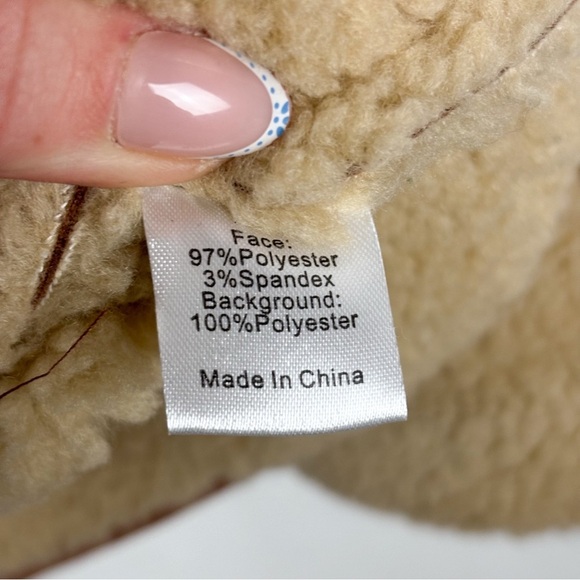 Face:
97%Polyester
3%Spandex
Background:
100%Polyester
Made In China